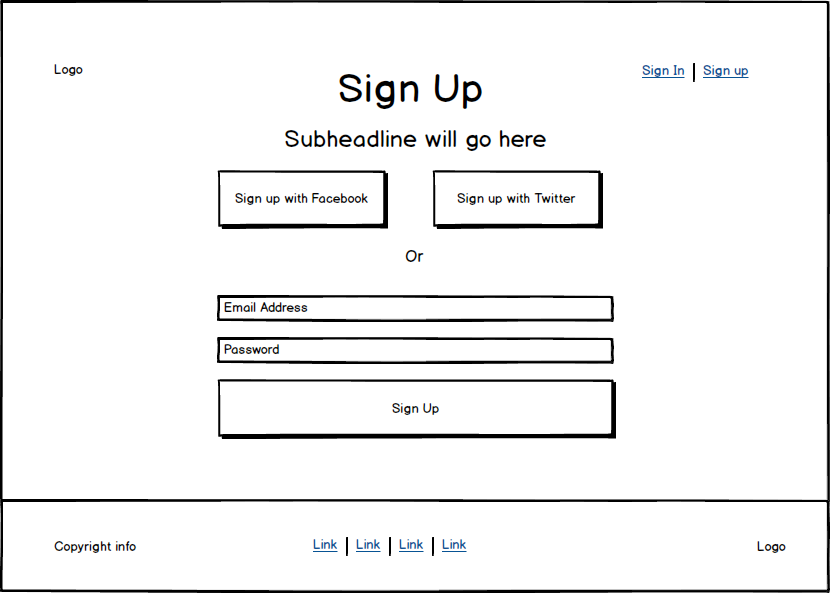 Logo
Sign In | Sign up
Sign Up
Subheadline will go here
Sign up with Facebook
Sign up with Twitter
Or
Email Address
Password
Sign Up
Copyright info
Link | Link | Link | Link
Logo